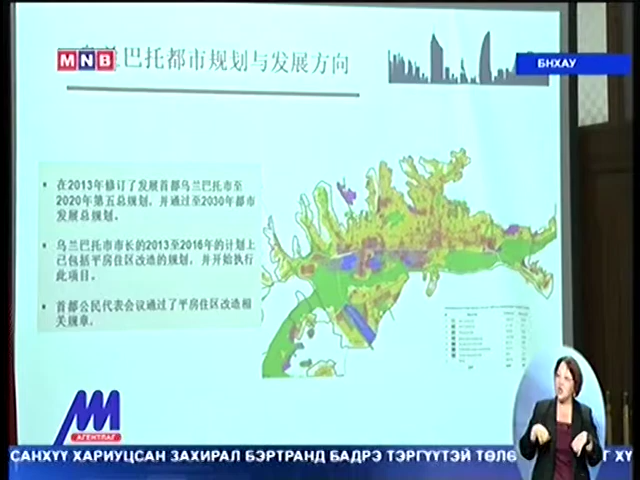 MNB
兰巴托都市规划与发展方向
БНХАУ
• 在2013年修订了发展首都乌兰巴托市至
2020年第五总规划，并通过至2030年都市
发展总规划。
• 乌兰巴托市市长的2013至2016年的计划上
已包括平房住区改造的规划，并开始执行
此项目。
• 首都公民代表会议通过了平房住区改造相
关规章。
АГЕНТЛАГ
САНХҮҮ ХАРИУЦСАН ЗАХИРАЛ БЭРТРАНД БАДРЭ ТЭРГҮҮТЭЙ ТӨЛӨ